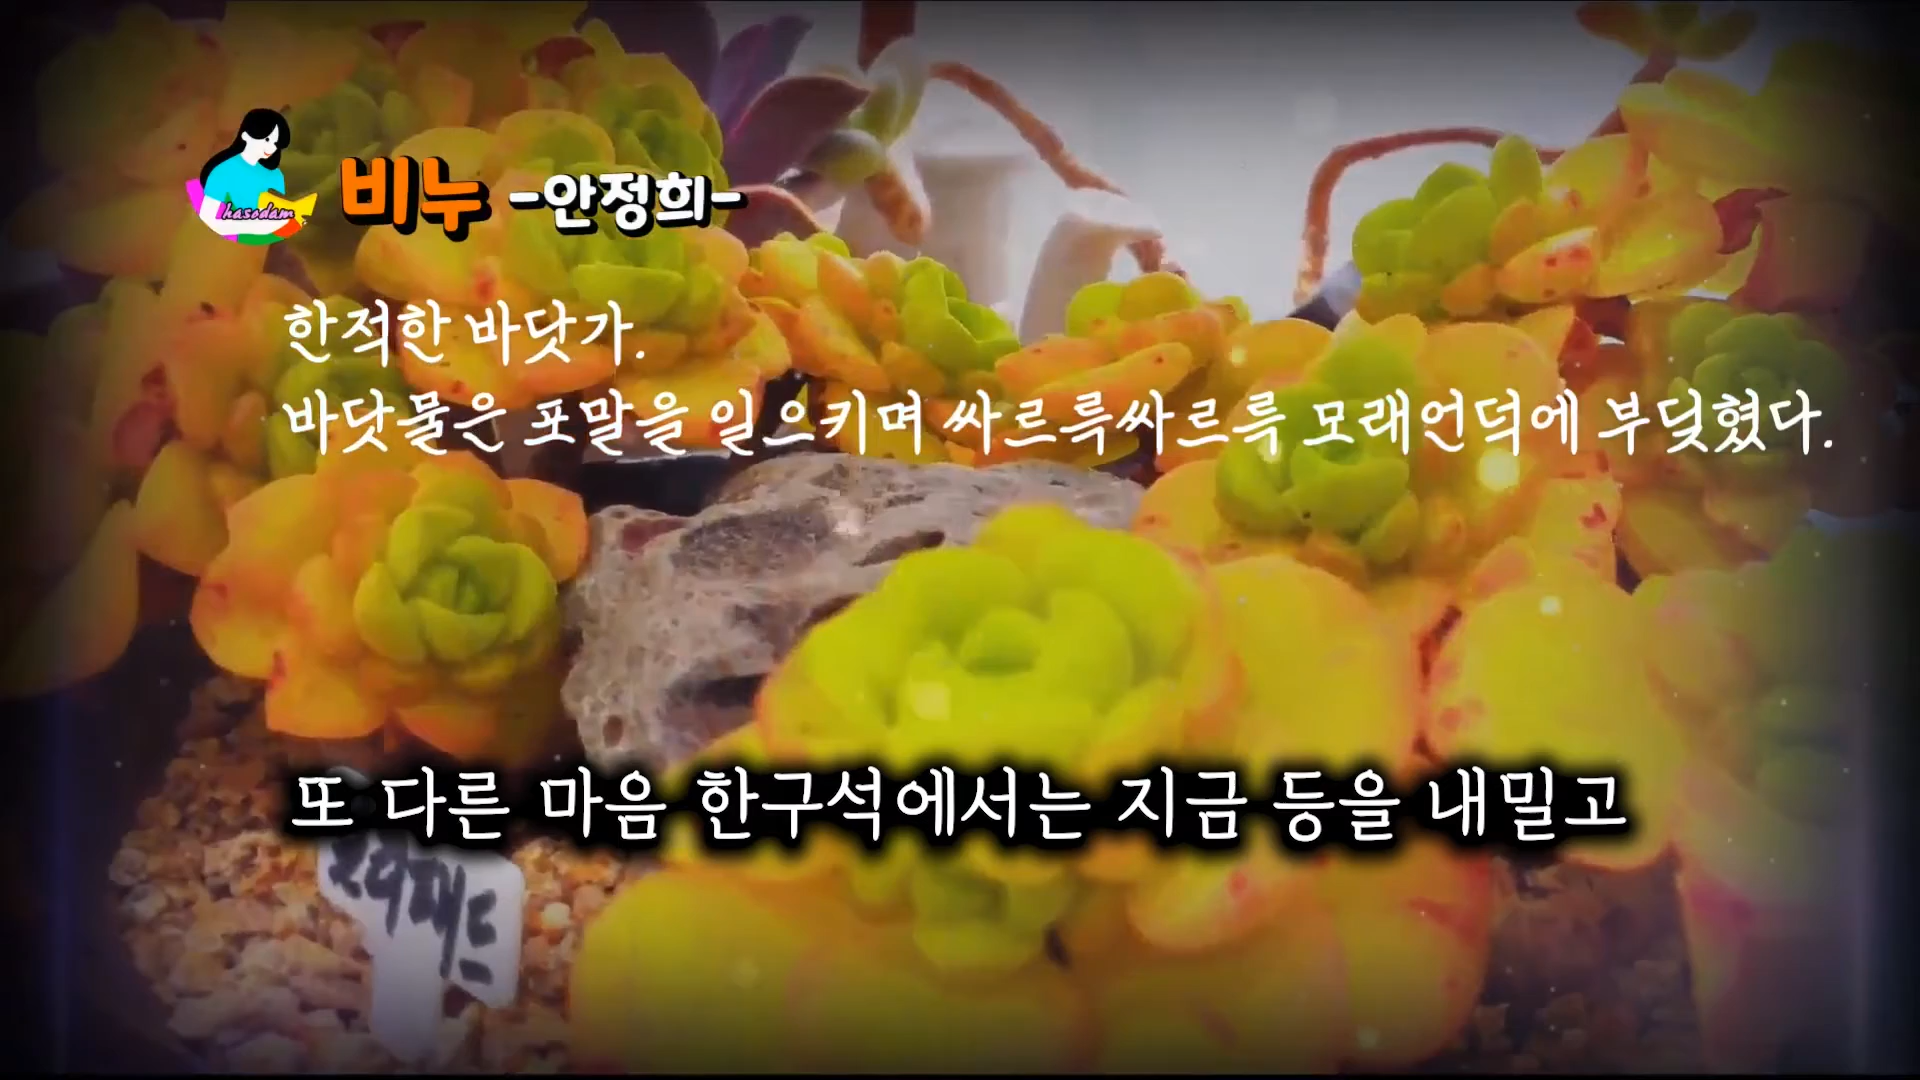 hasodam
비누 -안정희-
한적한 바닷가.
바닷물은 포말을 일으키며 싸르륵싸르륵 모래언덕에 부딪혔다.
또 다른 마음 한구석에서는 지금 등을 내밀고